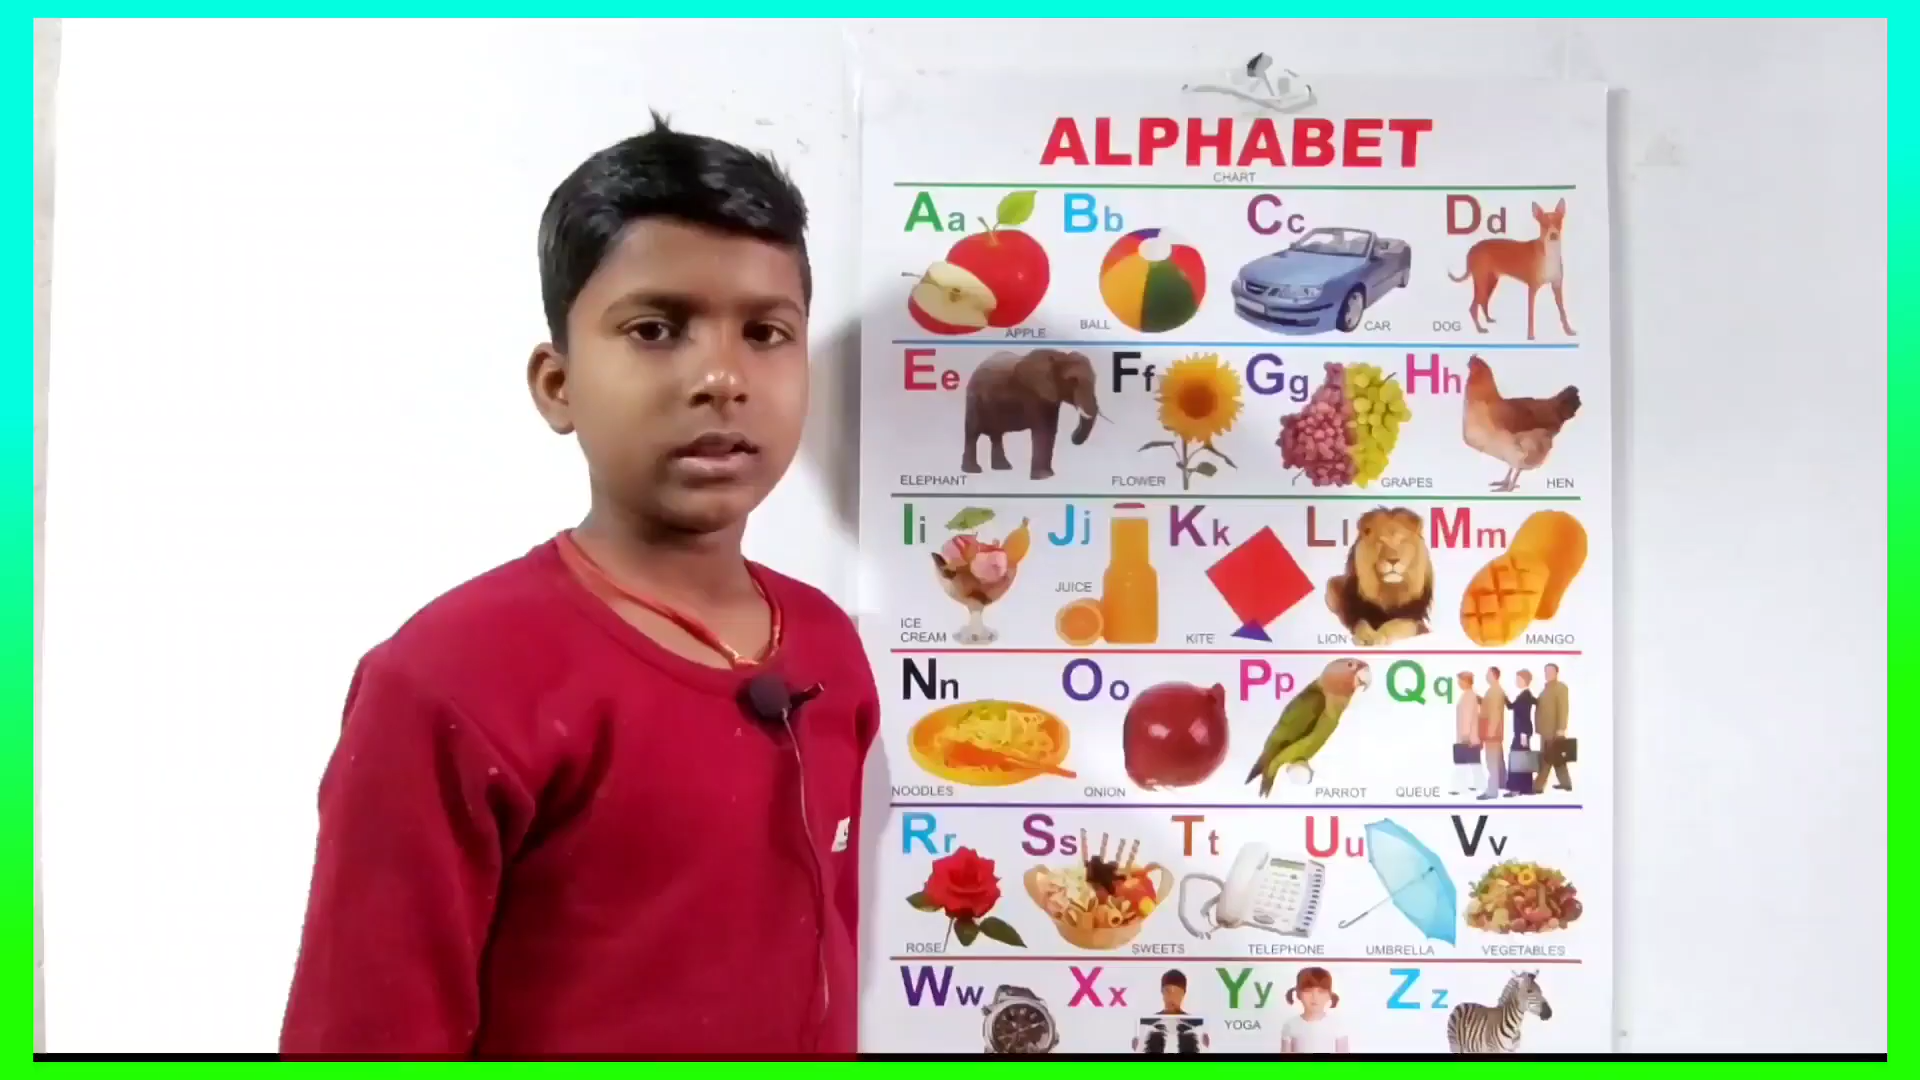 ALPHABET
CHART
Aa Bb Cc Dd
APPLE BALL CAR DOG
Ee Ff Gg Hh
ELEPHANT FLOWER GRAPES HEN
Ii Jj Kk Ll Mm
JUICE
ICE
CREAM KITE LION MANGO
Nn Oo Pp Qq
NOODLES ONION PARROT QUEUE
Rr Ss Tt Uu Vv
ROSE SWEETS TELEPHONE UMBRELLA VEGETABLES
Ww Xx Yy Zz
YOGA